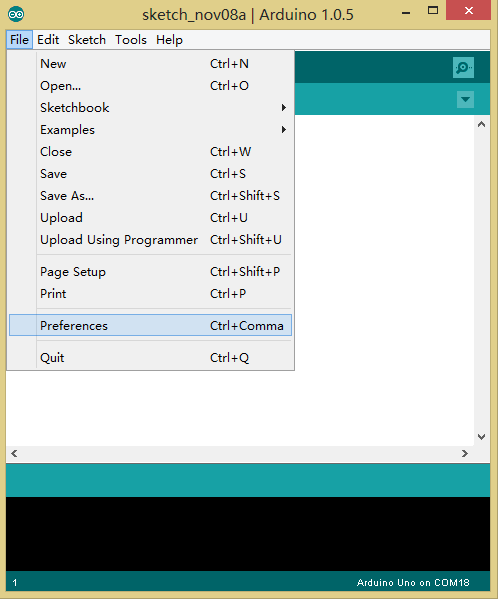 sketch_nov08a | Arduino 1.0.5
File Edit Sketch Tools Help
New Ctrl+N
Open... Ctrl+O
Sketchbook
Examples
Close Ctrl+W
Save Ctrl+S
Save As... Ctrl+Shift+S
Upload Ctrl+U
Upload Using Programmer Ctrl+Shift+U
Page Setup Ctrl+Shift+P
Print Ctrl+P
Preferences Ctrl+Comma
Quit Ctrl+Q
1 Arduino Uno on COM18